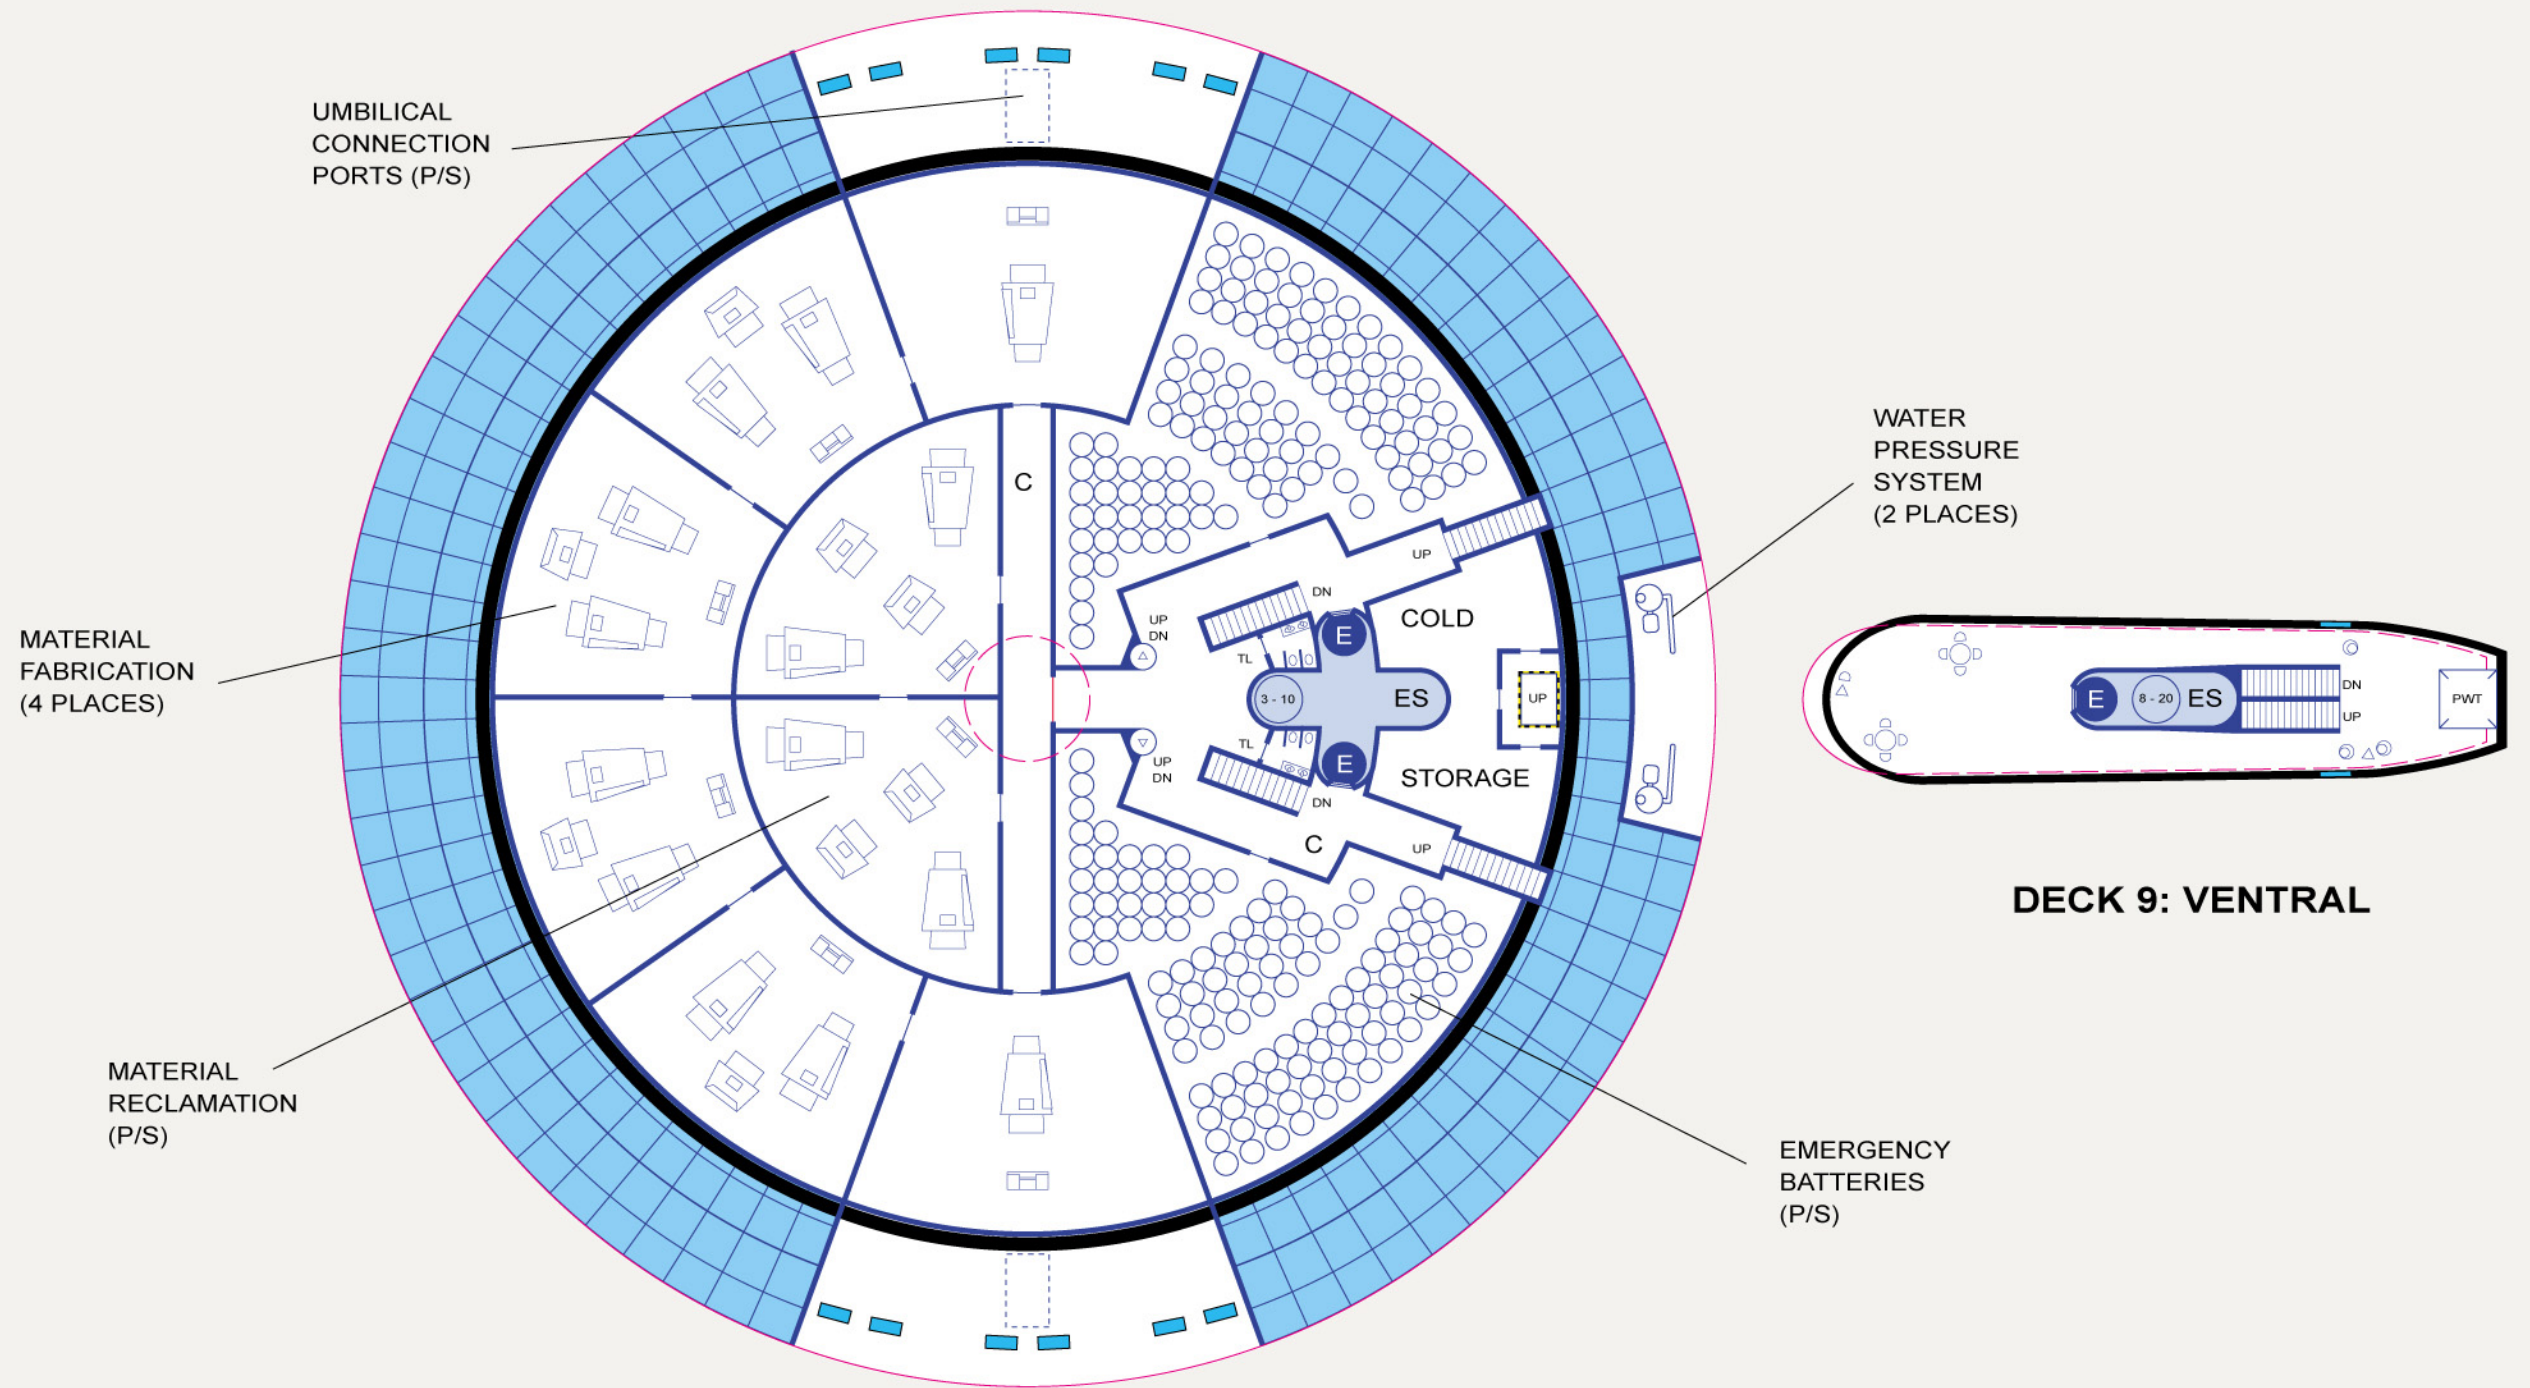 UMBILICAL
CONNECTION
PORTS (P/S)
MATERIAL
FABRICATION
(4 PLACES)
MATERIAL
RECLAMATION
(P/S)
C
UP
DN
UP
DN
COLD
UP
DN
TL
E
3 - 10
ES
UP
TL
E
STORAGE
UP
DN
DN
C
UP
WATER
PRESSURE
SYSTEM
(2 PLACES)
E
8 - 20
ES
DN
UP
PWT
DECK 9: VENTRAL
EMERGENCY
BATTERIES
(P/S)